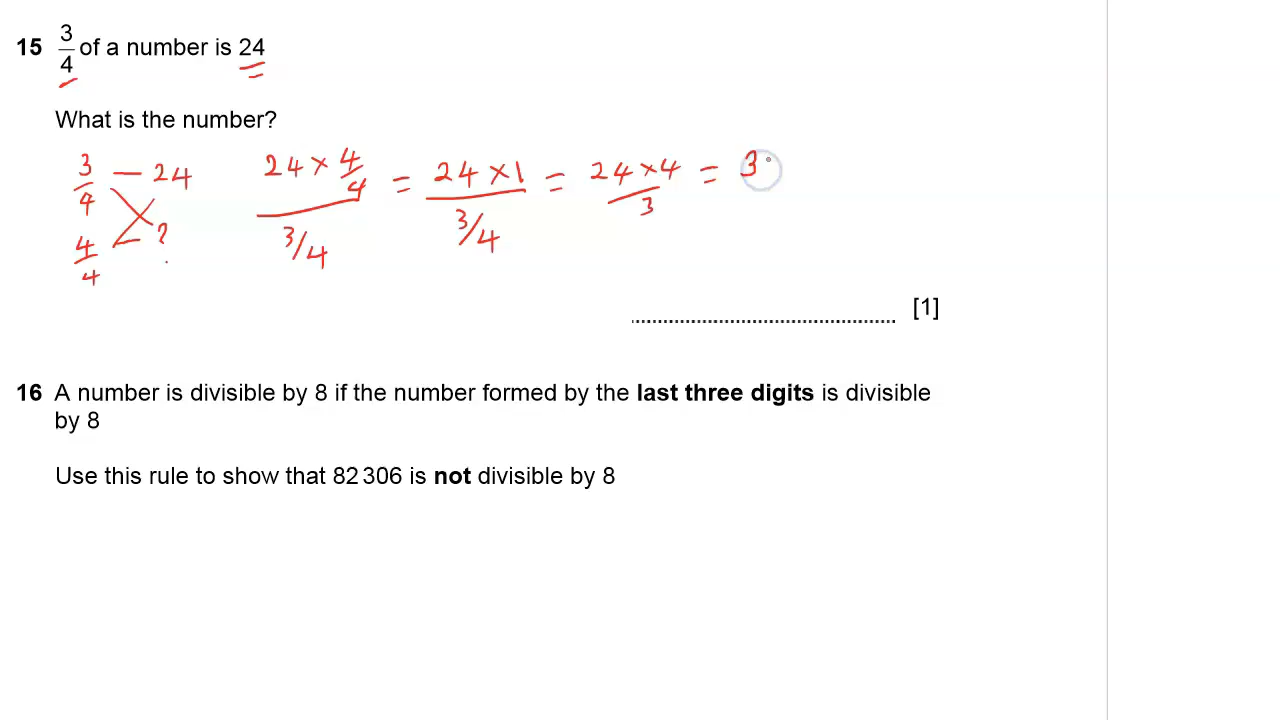 15 3/4 of a number is 24
What is the number?
3/4 — 24 (24 × 4/4)/(3/4) = (24 × 1)/(3/4) = (24 × 4)/3 = 3
4/4 ?
[1]
16 A number is divisible by 8 if the number formed by the last three digits is divisible
by 8
Use this rule to show that 82 306 is not divisible by 8